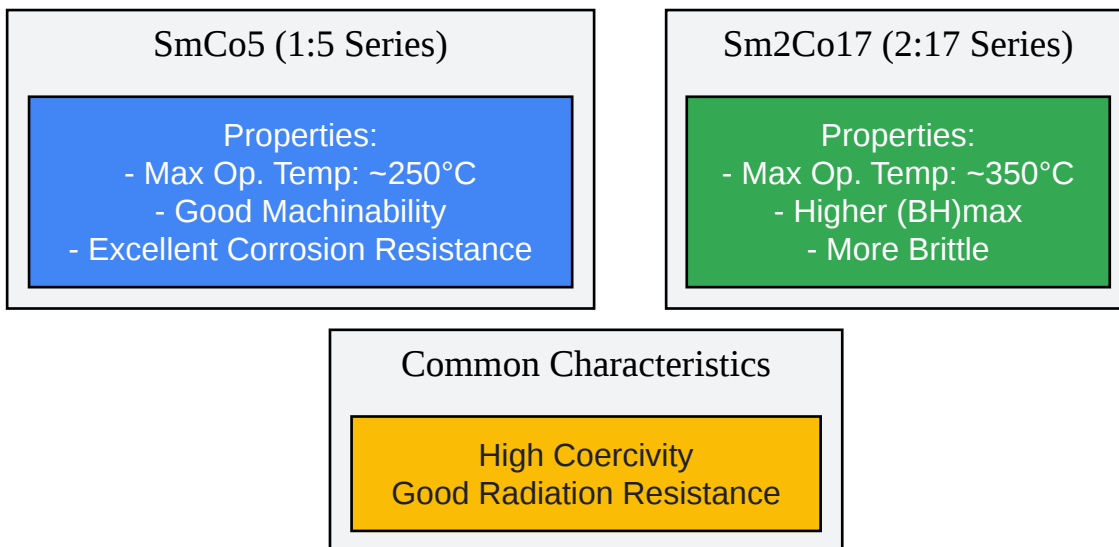 SmCo5 (1:5 Series)
Properties:
- Max Op. Temp: ~250°C
- Good Machinability
- Excellent Corrosion Resistance
Sm2Co17 (2:17 Series)
Properties:
- Max Op. Temp: ~350°C
- Higher (BH)max
- More Brittle
Common Characteristics
High Coercivity
Good Radiation Resistance